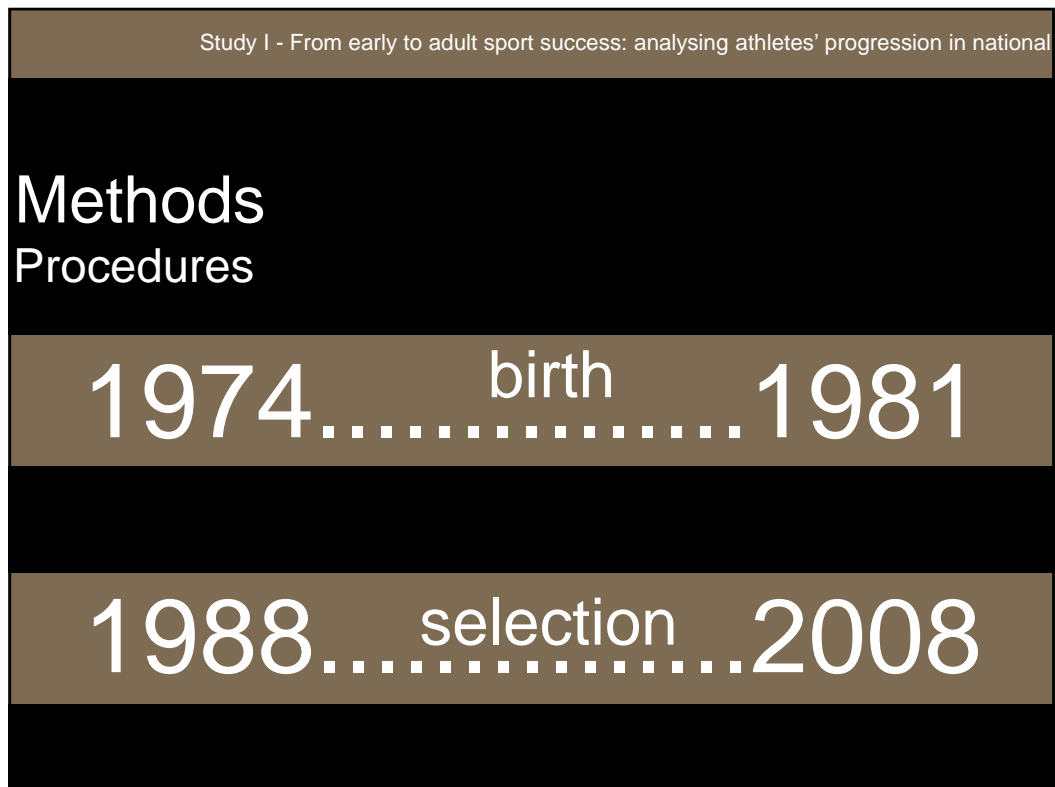 Study I - From early to adult sport success: analysing athletes’ progression in national
Methods
Procedures
birth
1974...............1981
selection
1988...............2008